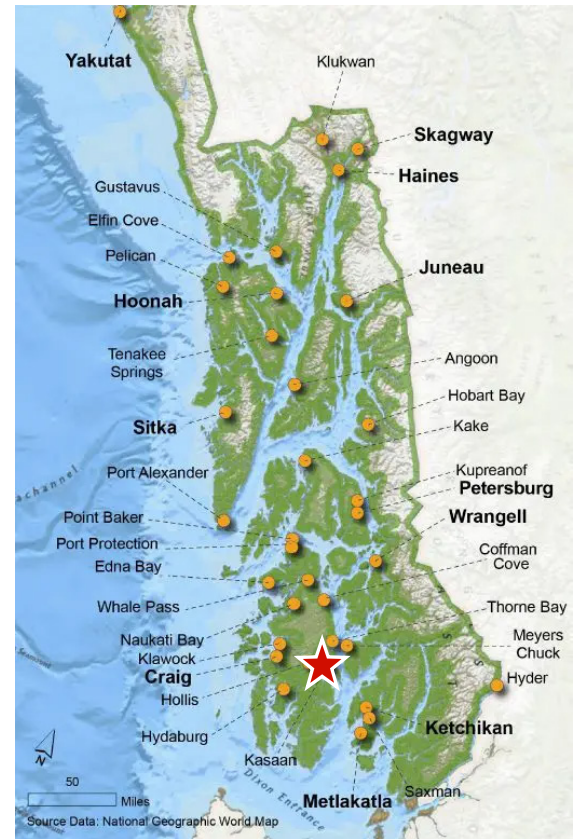 Yakutat
Klukwan
Skagway
Haines
Gustavus
Elfin Cove
Pelican
Juneau
Hoonah
Tenakee
Springs
Angoon
Hobart Bay
Sitka
Kake
Port Alexander
Kupreanof
Petersburg
Point Baker
Wrangell
Port Protection
Coffman
Cove
Edna Bay
Whale Pass
Thorne Bay
Naukati Bay
Meyers
Chuck
Klawock
Craig
Hyder
Hollis
Hydaburg
Ketchikan
Kasaan
Saxman
Metlakatla
Dixon Entrance
N
50
Miles
Source Data: National Geographic World Map